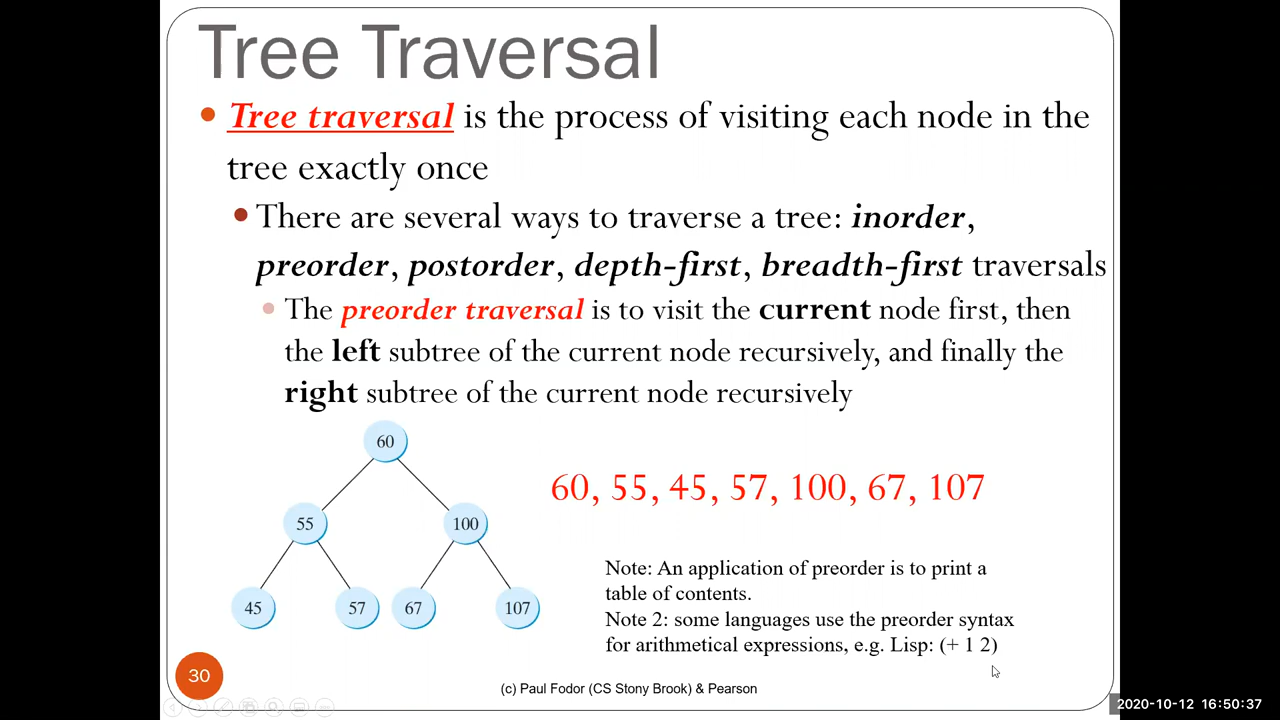 Tree Traversal
Tree traversal is the process of visiting each node in the
tree exactly once
There are several ways to traverse a tree: inorder,
preorder, postorder, depth-first, breadth-first traversals
The preorder traversal is to visit the current node first, then
the left subtree of the current node recursively, and finally the
right subtree of the current node recursively
60
55
100
45
57
67
107
60, 55, 45, 57, 100, 67, 107
Note: An application of preorder is to print a
table of contents.
Note 2: some languages use the preorder syntax
for arithmetical expressions, e.g. Lisp: (+ 1 2)
30
(c) Paul Fodor (CS Stony Brook) & Pearson
2020-10-12 16:50:37